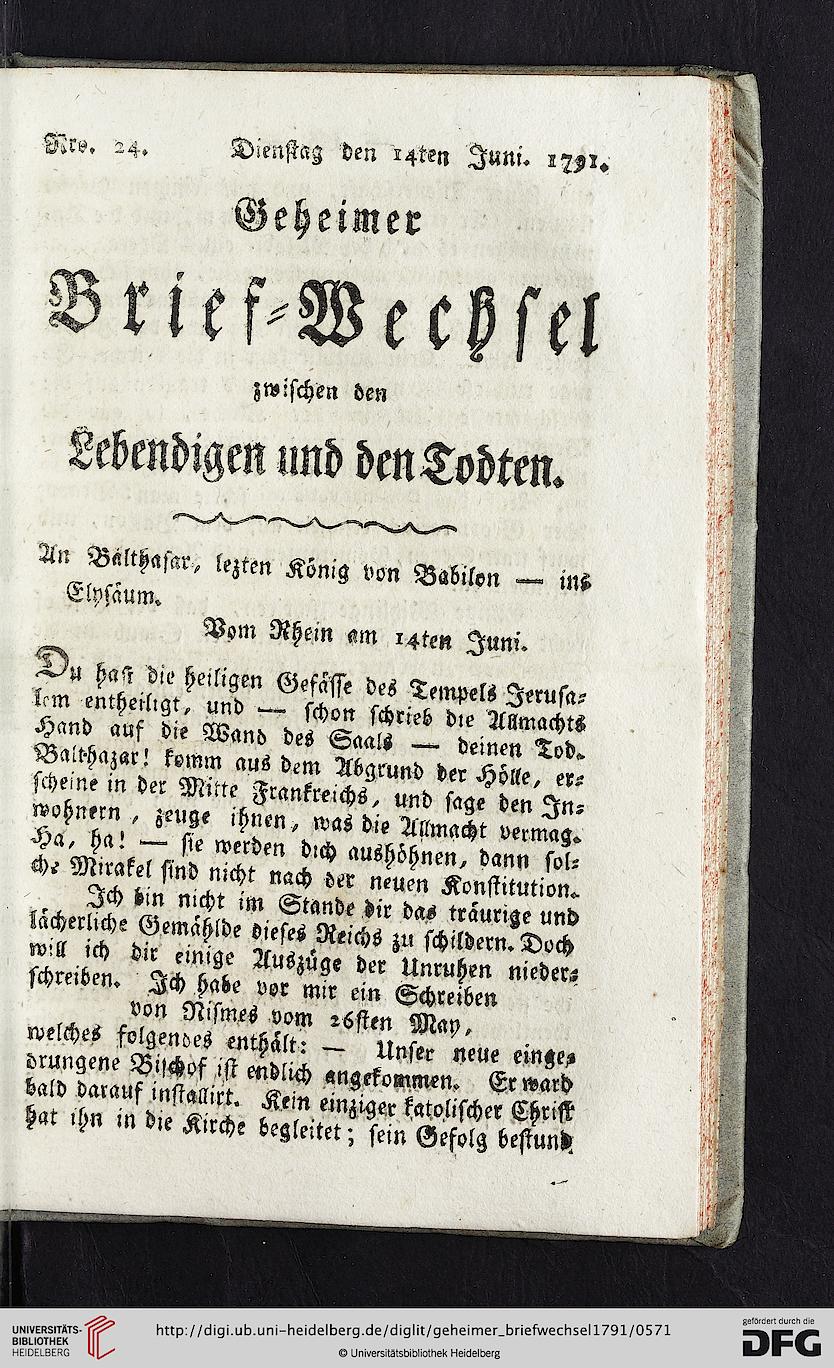 Nro. 24. Dienstag den 14ten Juni. 1791.
Geheimer
Brief-Wechsel
zwischen den
Lebendigen und den Todten.
An Balthasar, lezten König von Babilon — ins
Elysäum.
Vom Rhein am 14ten Juni.
Du hast die heiligen Gefässe des Tempels Jerusa-
lem entheiligt, und — schon schrieb die Allmachts
Hand auf die Wand des Saals — deinen Tod.
Balthazar! komm aus dem Abgrund der Hölle, er-
scheine in der Mitte Frankreichs, und sage den In-
wohnern, zeuge ihnen, was die Allmacht vermag.
Ha, ha! — sie werden dich aushöhnen, dann sol-
che Mirakel sind nicht nach der neuen Konstitution.
Ich bin nicht im Stande dir das träurige und
lächerliche Gemählde dieses Reichs zu schildern. Doch
will ich dir einige Auszüge der Unruhen nieder-
schreiben. Ich habe vor mir ein Schreiben
von Nismes vom 26sten May,
welches folgendes enthält: — Unser neue einge-
drungene Bischof ist endlich angekommen. Er ward
bald darauf installirt. Kein einziger katolischer Christ
hat ihn in die Kirche begleitet; sein Gefolg bestund
UNIVERSITÄTS-
BIBLIOTHEK
HEIDELBERG
http://digi.ub.uni-heidelberg.de/diglit/geheimer_briefwechsel1791/0571
© Universitätsbibliothek Heidelberg
gefördert durch die
DFG